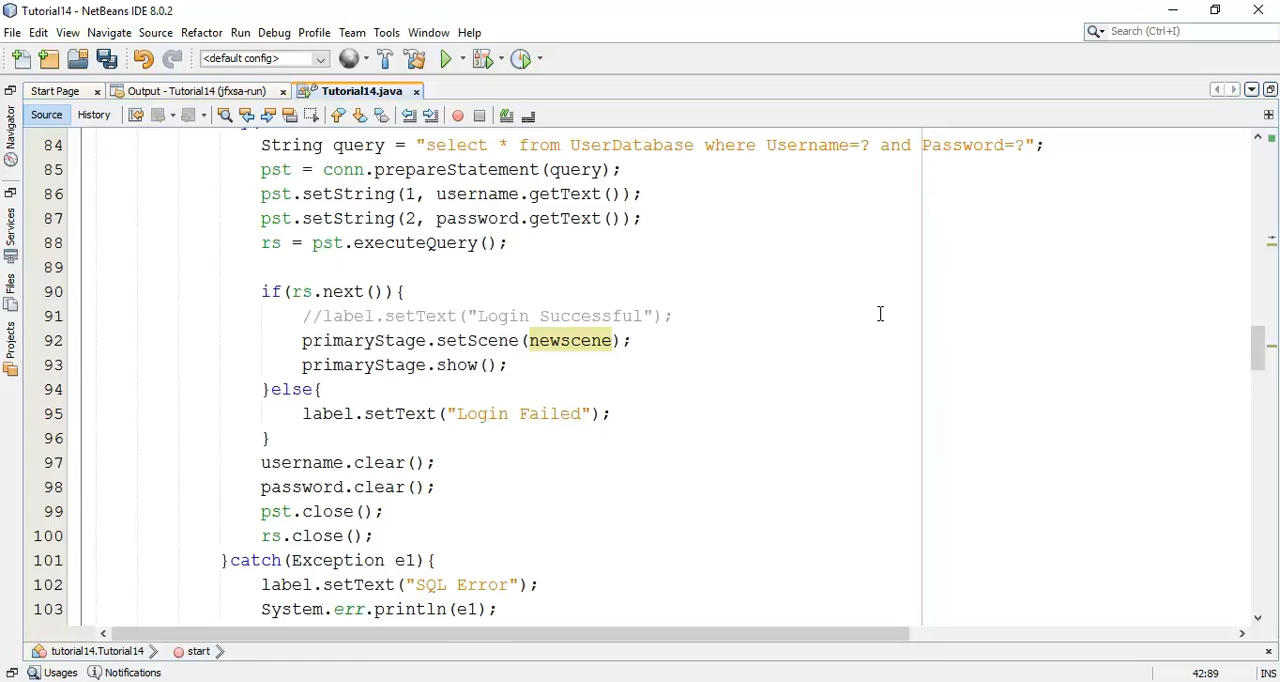 Tutorial14 - NetBeans IDE 8.0.2
File Edit View Navigate Source Refactor Run Debug Profile Team Tools Window Help
Search (Ctrl+I)
<default config>
Start Page x Output - Tutorial14 (jfxsa-run) x Tutorial14.java x
Source History
Navigator
Services
Files
Projects
84 String query = "select * from UserDatabase where Username=? and Password=?";
85 pst = conn.prepareStatement(query);
86 pst.setString(1, username.getText());
87 pst.setString(2, password.getText());
88 rs = pst.executeQuery();
89
90 if(rs.next()){
91 //label.setText("Login Successful");
92 primaryStage.setScene(newscene);
93 primaryStage.show();
94 }else{
95 label.setText("Login Failed");
96 }
97 username.clear();
98 password.clear();
99 pst.close();
100 rs.close();
101 }catch(Exception e1){
102 label.setText("SQL Error");
103 System.err.println(e1);
tutorial14.Tutorial14 start
Usages Notifications 42:89 INS